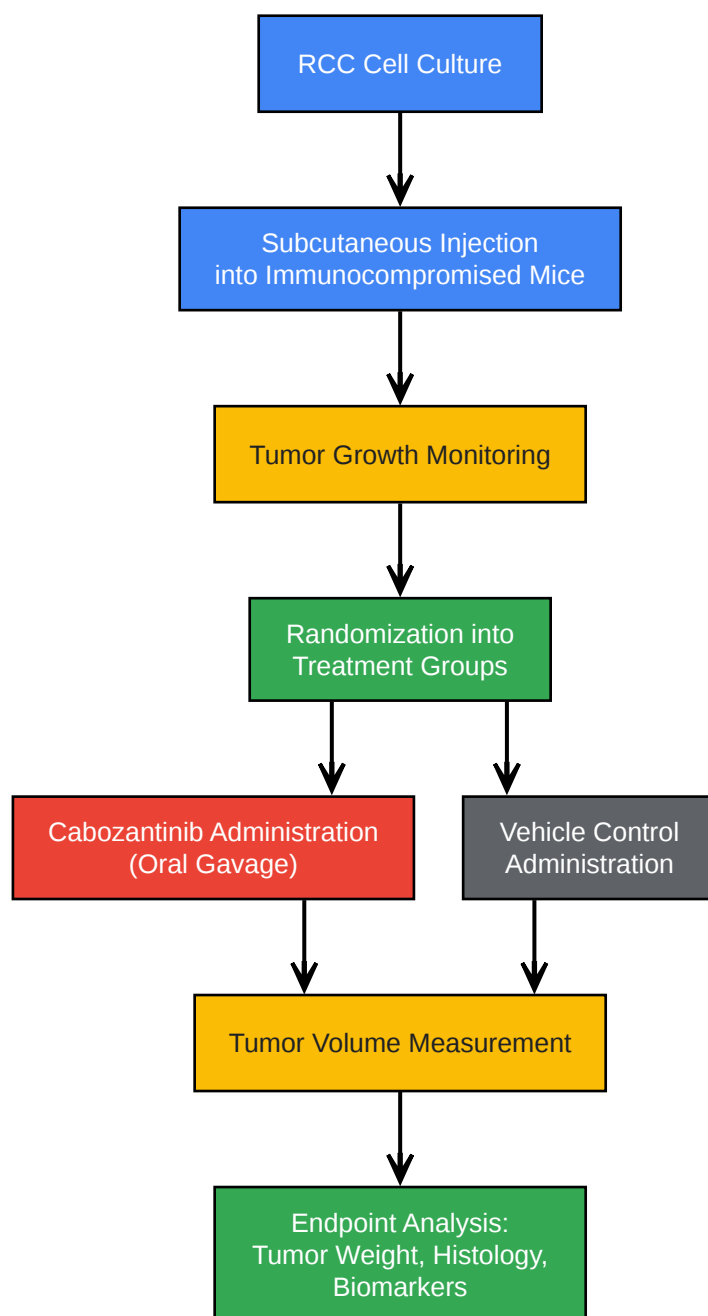 RCC Cell Culture
Subcutaneous Injection
into Immunocompromised Mice
Tumor Growth Monitoring
Randomization into
Treatment Groups
Cabozantinib Administration
(Oral Gavage)
Vehicle Control
Administration
Tumor Volume Measurement
Endpoint Analysis:
Tumor Weight, Histology,
Biomarkers